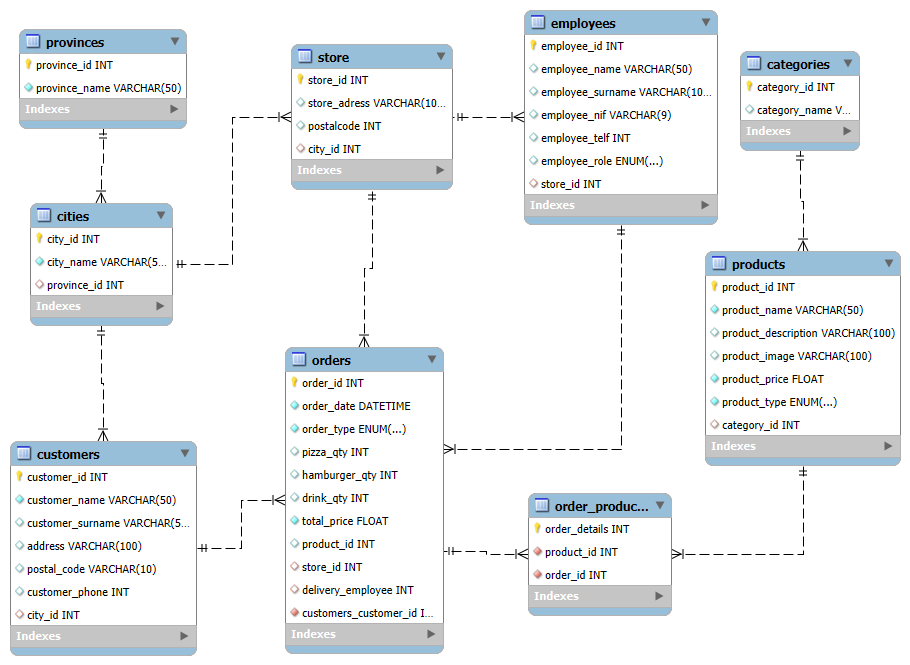 provinces
province_id INT
province_name VARCHAR(50)
Indexes
store
store_id INT
store_adress VARCHAR(10...
postalcode INT
city_id INT
Indexes
employees
employee_id INT
employee_name VARCHAR(50)
employee_surname VARCHAR(10...
employee_nif VARCHAR(9)
employee_telf INT
employee_role ENUM(...)
store_id INT
Indexes
categories
category_id INT
category_name V...
Indexes
cities
city_id INT
city_name VARCHAR(5...
province_id INT
Indexes
products
product_id INT
product_name VARCHAR(50)
product_description VARCHAR(100)
product_image VARCHAR(100)
product_price FLOAT
product_type ENUM(...)
category_id INT
Indexes
orders
order_id INT
order_date DATETIME
order_type ENUM(...)
pizza_qty INT
hamburger_qty INT
drink_qty INT
total_price FLOAT
product_id INT
store_id INT
delivery_employee INT
customers_customer_id I...
Indexes
customers
customer_id INT
customer_name VARCHAR(50)
customer_surname VARCHAR(5...
address VARCHAR(100)
postal_code VARCHAR(10)
customer_phone INT
city_id INT
Indexes
order_produc...
order_details INT
product_id INT
order_id INT
Indexes